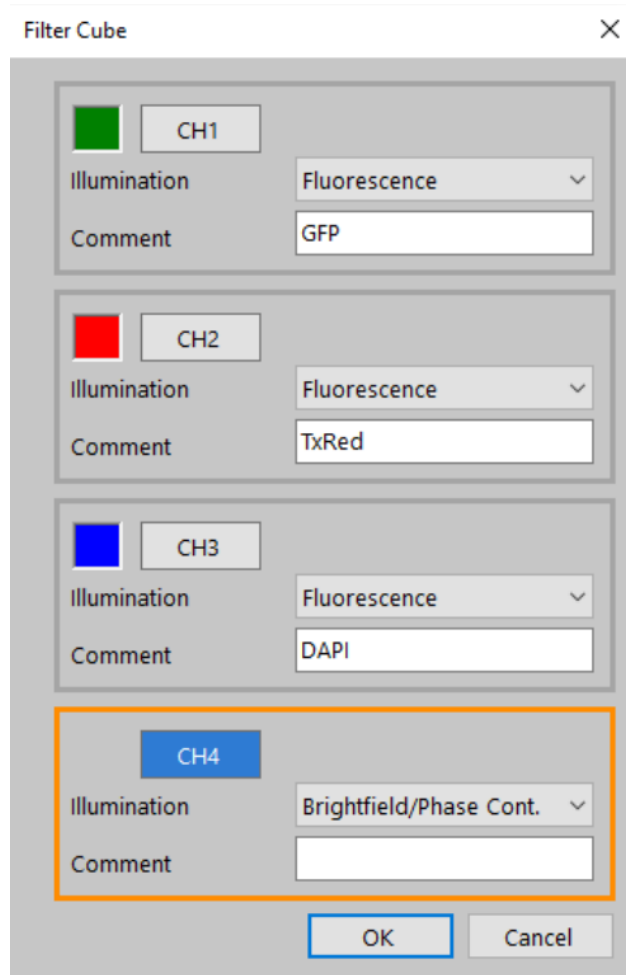 Filter Cube
CH1
Illumination Fluorescence
Comment GFP
CH2
Illumination Fluorescence
Comment TxRed
CH3
Illumination Fluorescence
Comment DAPI
CH4
Illumination Brightfield/Phase Cont.
Comment
OK Cancel